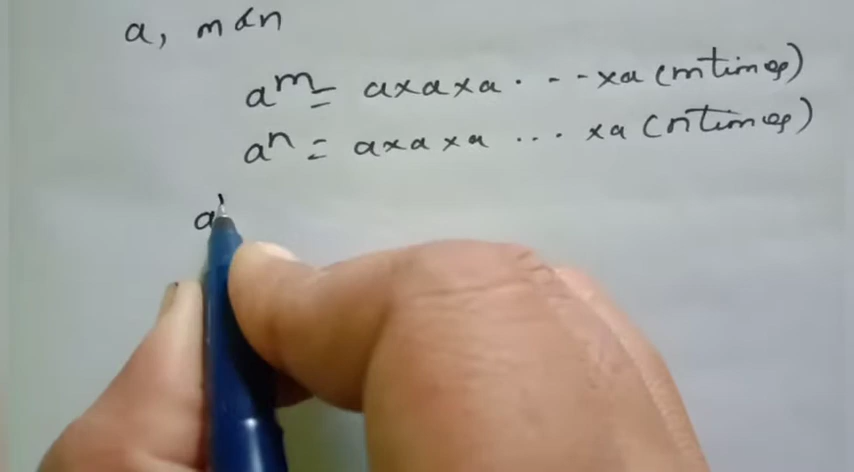 a, m & n
a^m = a×a×a · - - ×a (m times)
a^n = a×a×a ... ×a (n times)
a